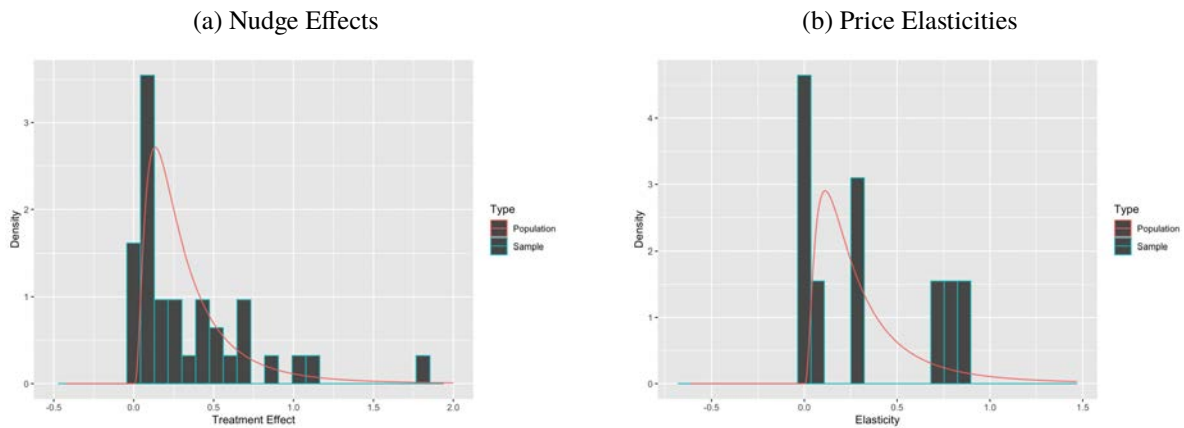 (a) Nudge Effects
3
2
1
0
Density
-0.5 0.0 0.5 1.0 1.5 2.0
Treatment Effect
Type
Population
Sample
(b) Price Elasticities
4
3
2
1
0
Density
-0.5 0.0 0.5 1.0 1.5
Elasticity
Type
Population
Sample